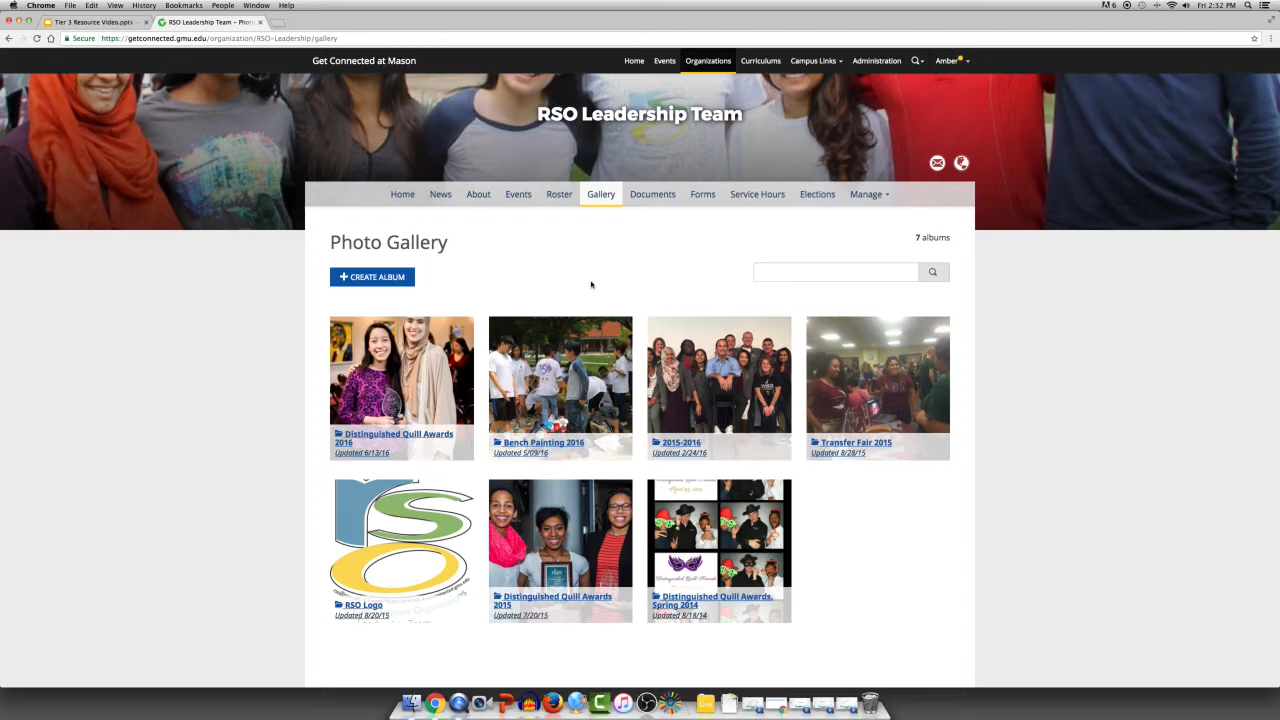 Chrome File Edit View History Bookmarks People Window Help
6 Fri 2:32 PM
Tier 3 Resource Video.pptx -
RSO Leadership Team – Phot
Secure https://getconnected.gmu.edu/organization/RSO-Leadership/gallery
Get Connected at Mason
Home Events Organizations Curriculums Campus Links Administration Amber
RSO Leadership Team
Home News About Events Roster Gallery Documents Forms Service Hours Elections Manage
Photo Gallery
7 albums
CREATE ALBUM
Distinguished Quill Awards
2016
Updated 6/13/16
Bench Painting 2016
Updated 5/09/16
2015-2016
Updated 2/24/16
Transfer Fair 2015
Updated 8/28/15
RSO Logo
Updated 8/20/15
Distinguished Quill Awards
2015
Updated 7/20/15
Distinguished Quill Awards,
Spring 2014
Updated 8/18/14